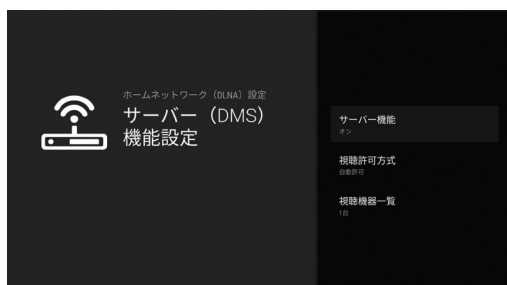 ホームネットワーク（DLNA）設定
サーバー（DMS）
機能設定
サーバー機能
オン
視聴許可方式
自動許可
視聴機器一覧
1台